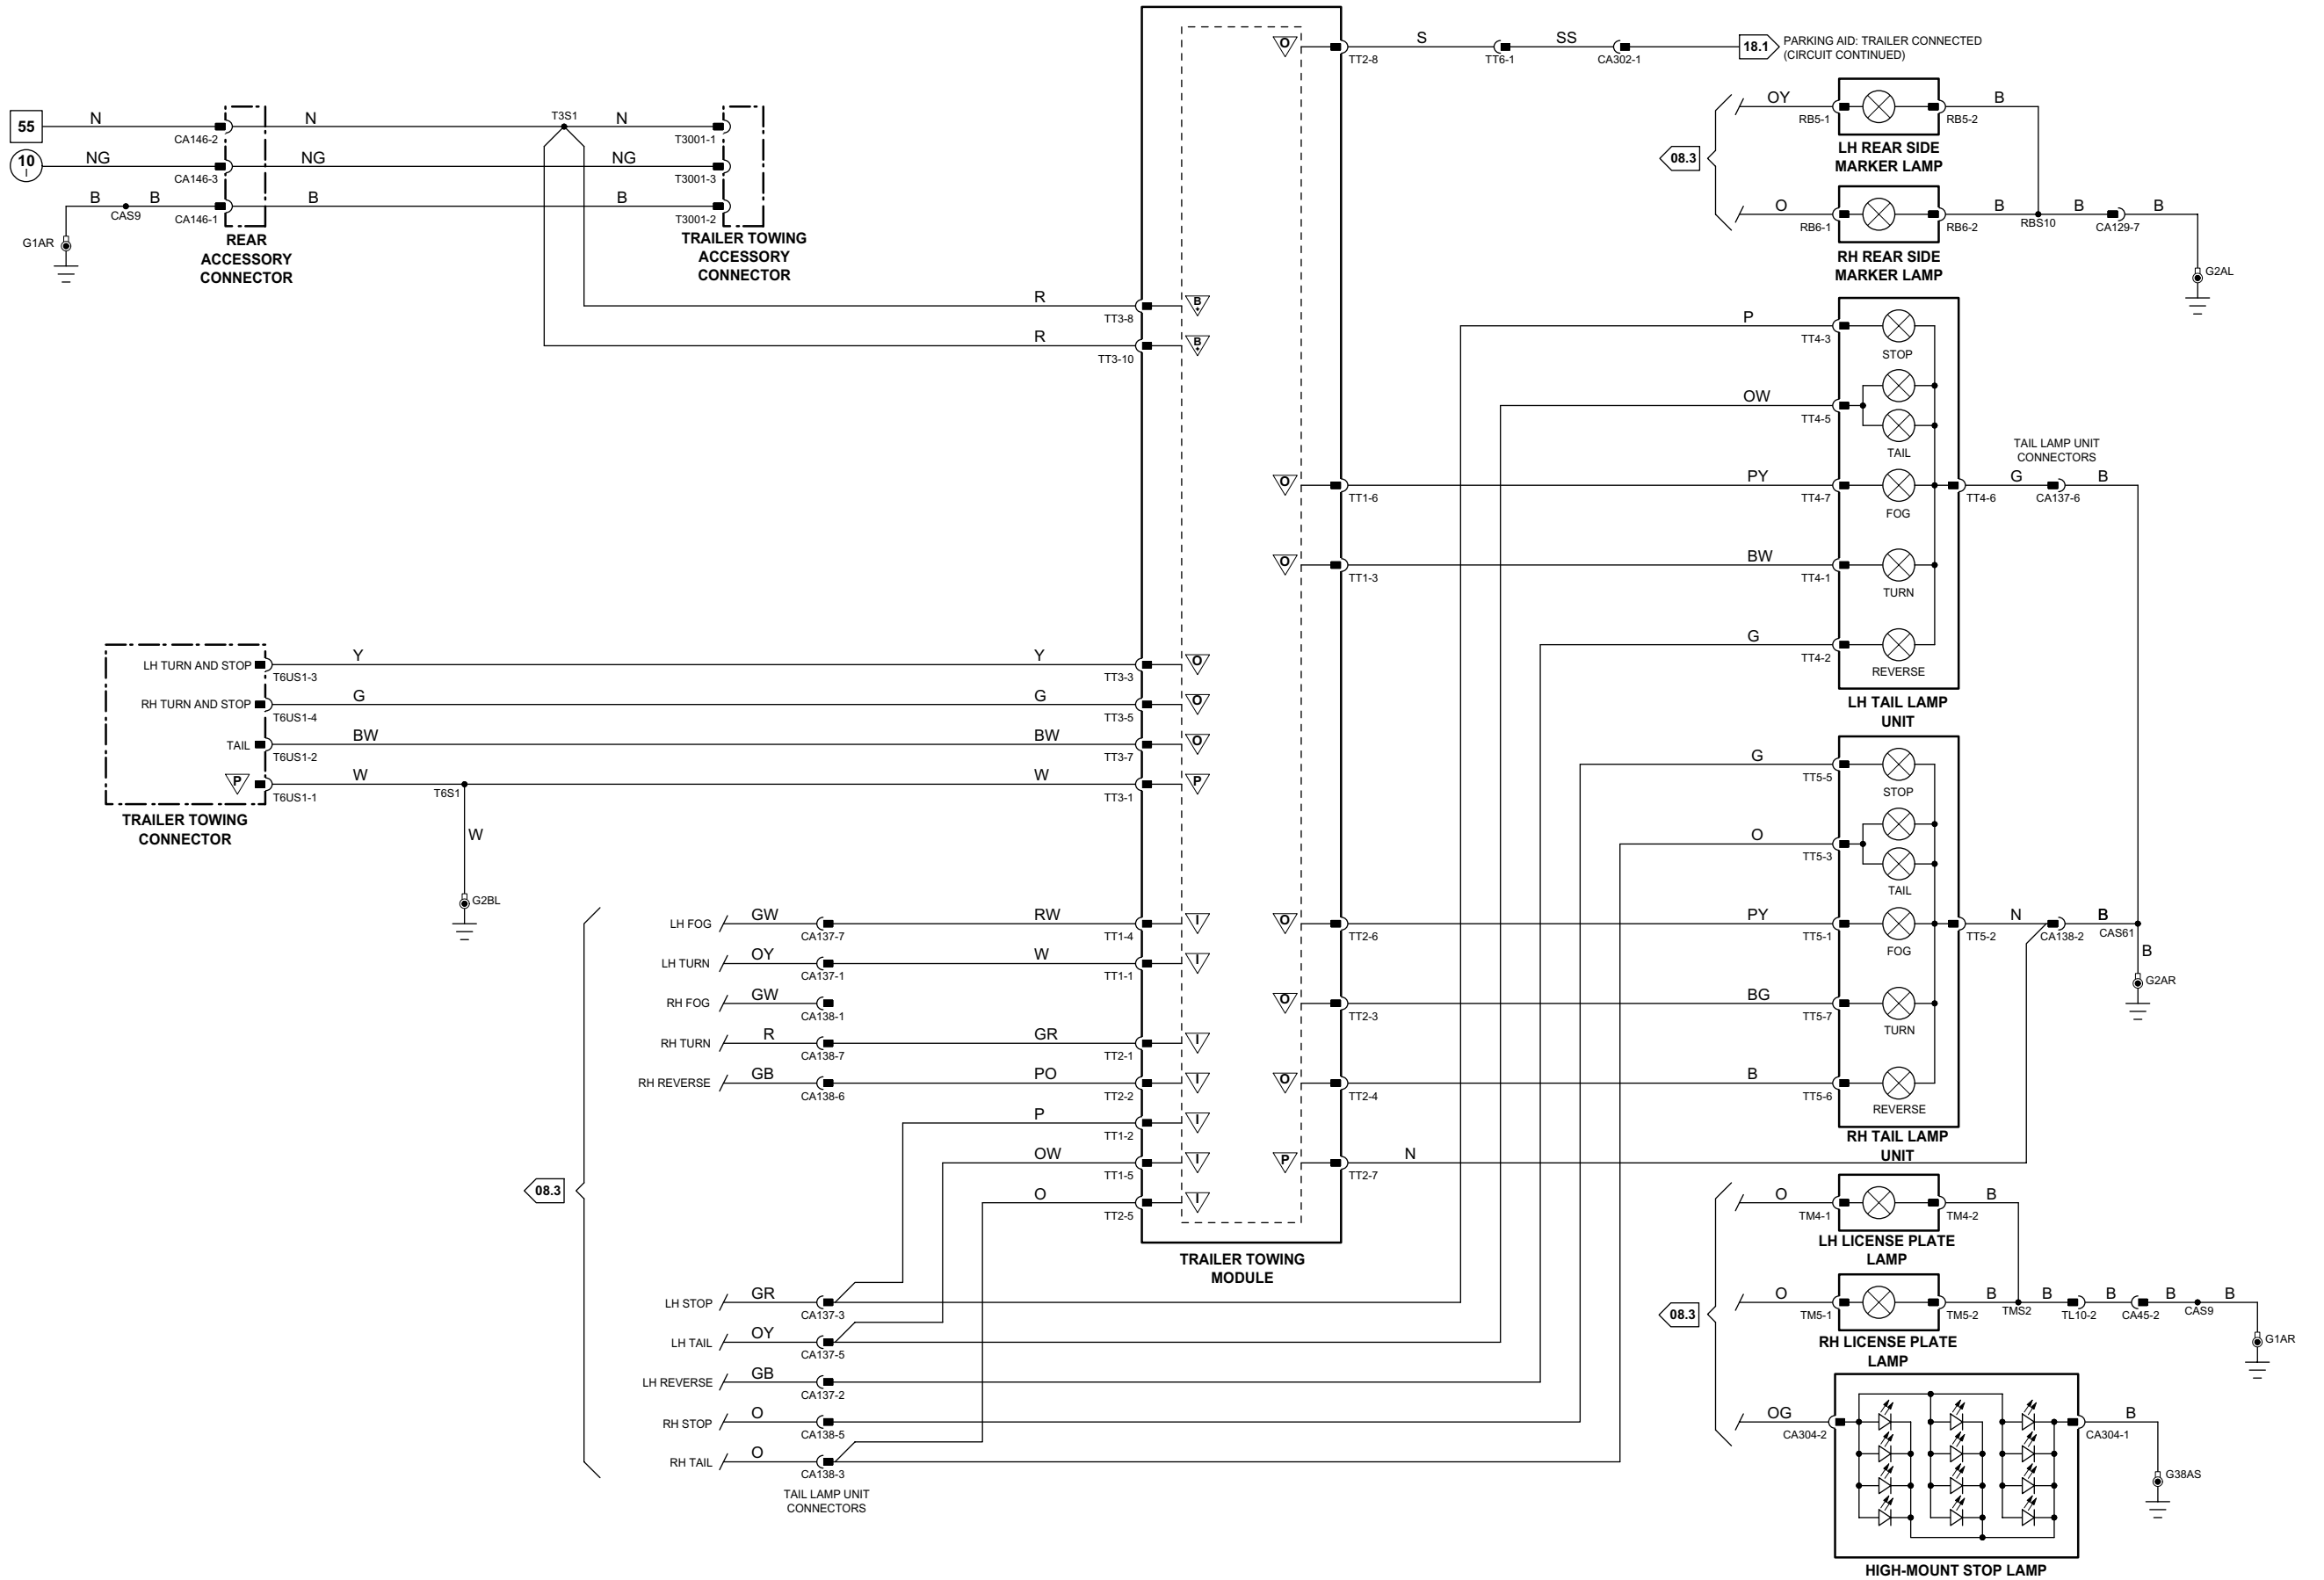 O
TT2-8
S
TT6-1
SS
CA302-1
18.1
PARKING AID: TRAILER CONNECTED
(CIRCUIT CONTINUED)
55
N
CA146-2
N
T3S1
N
T3001-1
10
I
NG
CA146-3
NG
NG
T3001-3
B
CAS9
B
CA146-1
B
B
T3001-2
G1AR
REAR
ACCESSORY
CONNECTOR
TRAILER TOWING
ACCESSORY
CONNECTOR
R
TT3-8
B+
R
TT3-10
B+
08.3
OY
RB5-1
RB5-2
B
LH REAR SIDE
MARKER LAMP
O
RB6-1
RB6-2
B
RBS10
B
CA129-7
B
G2AL
RH REAR SIDE
MARKER LAMP
P
TT4-3
STOP
OW
TT4-5
TAIL
O
TT1-6
PY
TT4-7
FOG
TT4-6
G
TAIL LAMP UNIT
CONNECTORS
CA137-6
B
O
TT1-3
BW
TT4-1
TURN
G
TT4-2
REVERSE
LH TAIL LAMP
UNIT
LH TURN AND STOP
T6US1-3
Y
Y
TT3-3
O
RH TURN AND STOP
T6US1-4
G
G
TT3-5
O
TAIL
T6US1-2
BW
BW
TT3-7
O
P
T6US1-1
W
T6S1
W
TT3-1
P
TRAILER TOWING
CONNECTOR
W
G2BL
G
TT5-5
STOP
O
TT5-3
TAIL
O
TT2-6
PY
TT5-1
FOG
TT5-2
N
CA138-2
B
CAS61
B
G2AR
O
TT2-3
BG
TT5-7
TURN
O
TT2-4
B
TT5-6
REVERSE
RH TAIL LAMP
UNIT
P
TT2-7
N
08.3
LH FOG
GW
CA137-7
RW
TT1-4
I
LH TURN
OY
CA137-1
W
TT1-1
I
RH FOG
GW
CA138-1
RH TURN
R
CA138-7
GR
TT2-1
I
RH REVERSE
GB
CA138-6
PO
TT2-2
I
P
TT1-2
I
OW
TT1-5
I
O
TT2-5
I
TRAILER TOWING
MODULE
LH STOP
GR
CA137-3
LH TAIL
OY
CA137-5
LH REVERSE
GB
CA137-2
RH STOP
O
CA138-5
RH TAIL
O
CA138-3
TAIL LAMP UNIT
CONNECTORS
08.3
O
TM4-1
TM4-2
B
LH LICENSE PLATE
LAMP
O
TM5-1
TM5-2
B
TMS2
B
TL10-2
B
CA45-2
B
CAS9
B
G1AR
RH LICENSE PLATE
LAMP
OG
CA304-2
CA304-1
B
G38AS
HIGH-MOUNT STOP LAMP